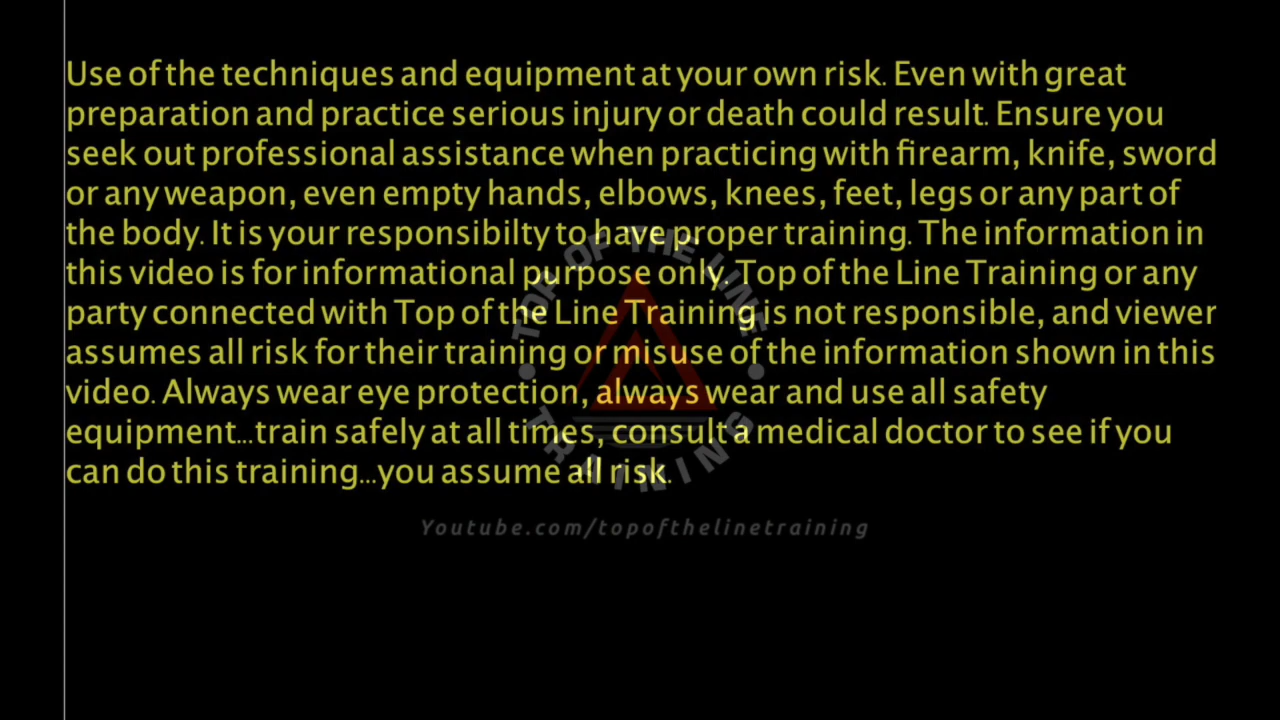 Use of the techniques and equipment at your own risk. Even with great
preparation and practice serious injury or death could result. Ensure you
seek out professional assistance when practicing with firearm, knife, sword
or any weapon, even empty hands, elbows, knees, feet, legs or any part of
the body. It is your responsibilty to have proper training. The information in
this video is for informational purpose only. Top of the Line Training or any
party connected with Top of the Line Training is not responsible, and viewer
assumes all risk for their training or misuse of the information shown in this
video. Always wear eye protection, always wear and use all safety
equipment...train safely at all times, consult a medical doctor to see if you
can do this training...you assume all risk.
TOP OF THE LINE
TRAINING
Youtube.com/topofthelinetraining